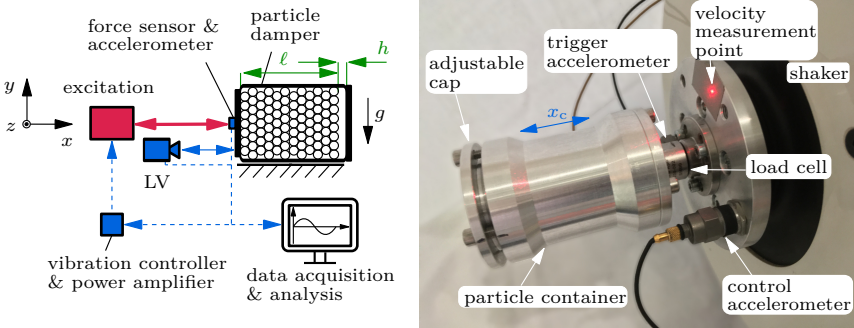 force sensor &
accelerometer
particle
damper
ℓ
h
y
z
x
excitation
g
LV
vibration controller
& power amplifier
data acquisition
& analysis
velocity
measurement
point
trigger
accelerometer
shaker
adjustable
cap
x_c
load cell
particle container
control
accelerometer